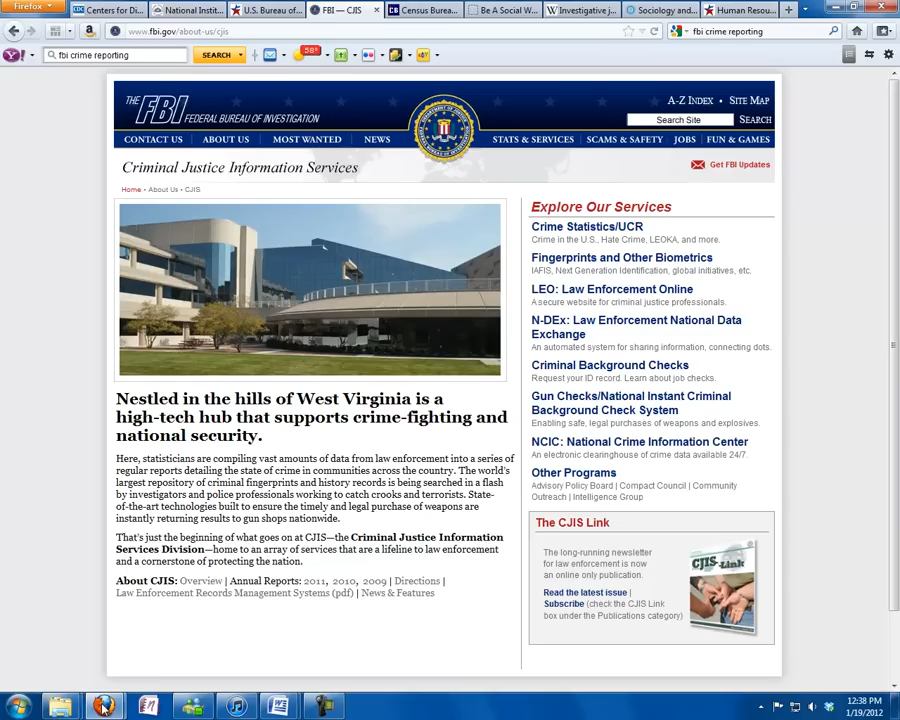 Firefox
Centers for Di...
National Instit...
U.S. Bureau of...
FBI — CJIS
Census Burea...
Be A Social W...
Investigative j...
Sociology and...
Human Resou...
www.fbi.gov/about-us/cjis
fbi crime reporting
fbi crime reporting
SEARCH
58°
THE FBI
FEDERAL BUREAU OF INVESTIGATION
A-Z INDEX • SITE MAP
Search Site
SEARCH
CONTACT US
ABOUT US
MOST WANTED
NEWS
STATS & SERVICES
SCAMS & SAFETY
JOBS
FUN & GAMES
Criminal Justice Information Services
Get FBI Updates
Home • About Us • CJIS
Nestled in the hills of West Virginia is a
high-tech hub that supports crime-fighting and
national security.
Here, statisticians are compiling vast amounts of data from law enforcement into a series of
regular reports detailing the state of crime in communities across the country. The world's
largest repository of criminal fingerprints and history records is being searched in a flash
by investigators and police professionals working to catch crooks and terrorists. State-
of-the-art technologies built to ensure the timely and legal purchase of weapons are
instantly returning results to gun shops nationwide.
That's just the beginning of what goes on at CJIS—the Criminal Justice Information
Services Division—home to an array of services that are a lifeline to law enforcement
and a cornerstone of protecting the nation.
About CJIS: Overview | Annual Reports: 2011, 2010, 2009 | Directions |
Law Enforcement Records Management Systems (pdf) | News & Features
Explore Our Services
Crime Statistics/UCR
Crime in the U.S., Hate Crime, LEOKA, and more.
Fingerprints and Other Biometrics
IAFIS, Next Generation Identification, global initiatives, etc.
LEO: Law Enforcement Online
A secure website for criminal justice professionals.
N-DEx: Law Enforcement National Data
Exchange
An automated system for sharing information, connecting dots.
Criminal Background Checks
Request your ID record. Learn about job checks.
Gun Checks/National Instant Criminal
Background Check System
Enabling safe, legal purchases of weapons and explosives.
NCIC: National Crime Information Center
An electronic clearinghouse of crime data available 24/7.
Other Programs
Advisory Policy Board | Compact Council | Community
Outreach | Intelligence Group
The CJIS Link
The long-running newsletter
for law enforcement is now
an online only publication.
Read the latest issue |
Subscribe (check the CJIS Link
box under the Publications category)
CJIS-Link
12:38 PM
1/19/2012